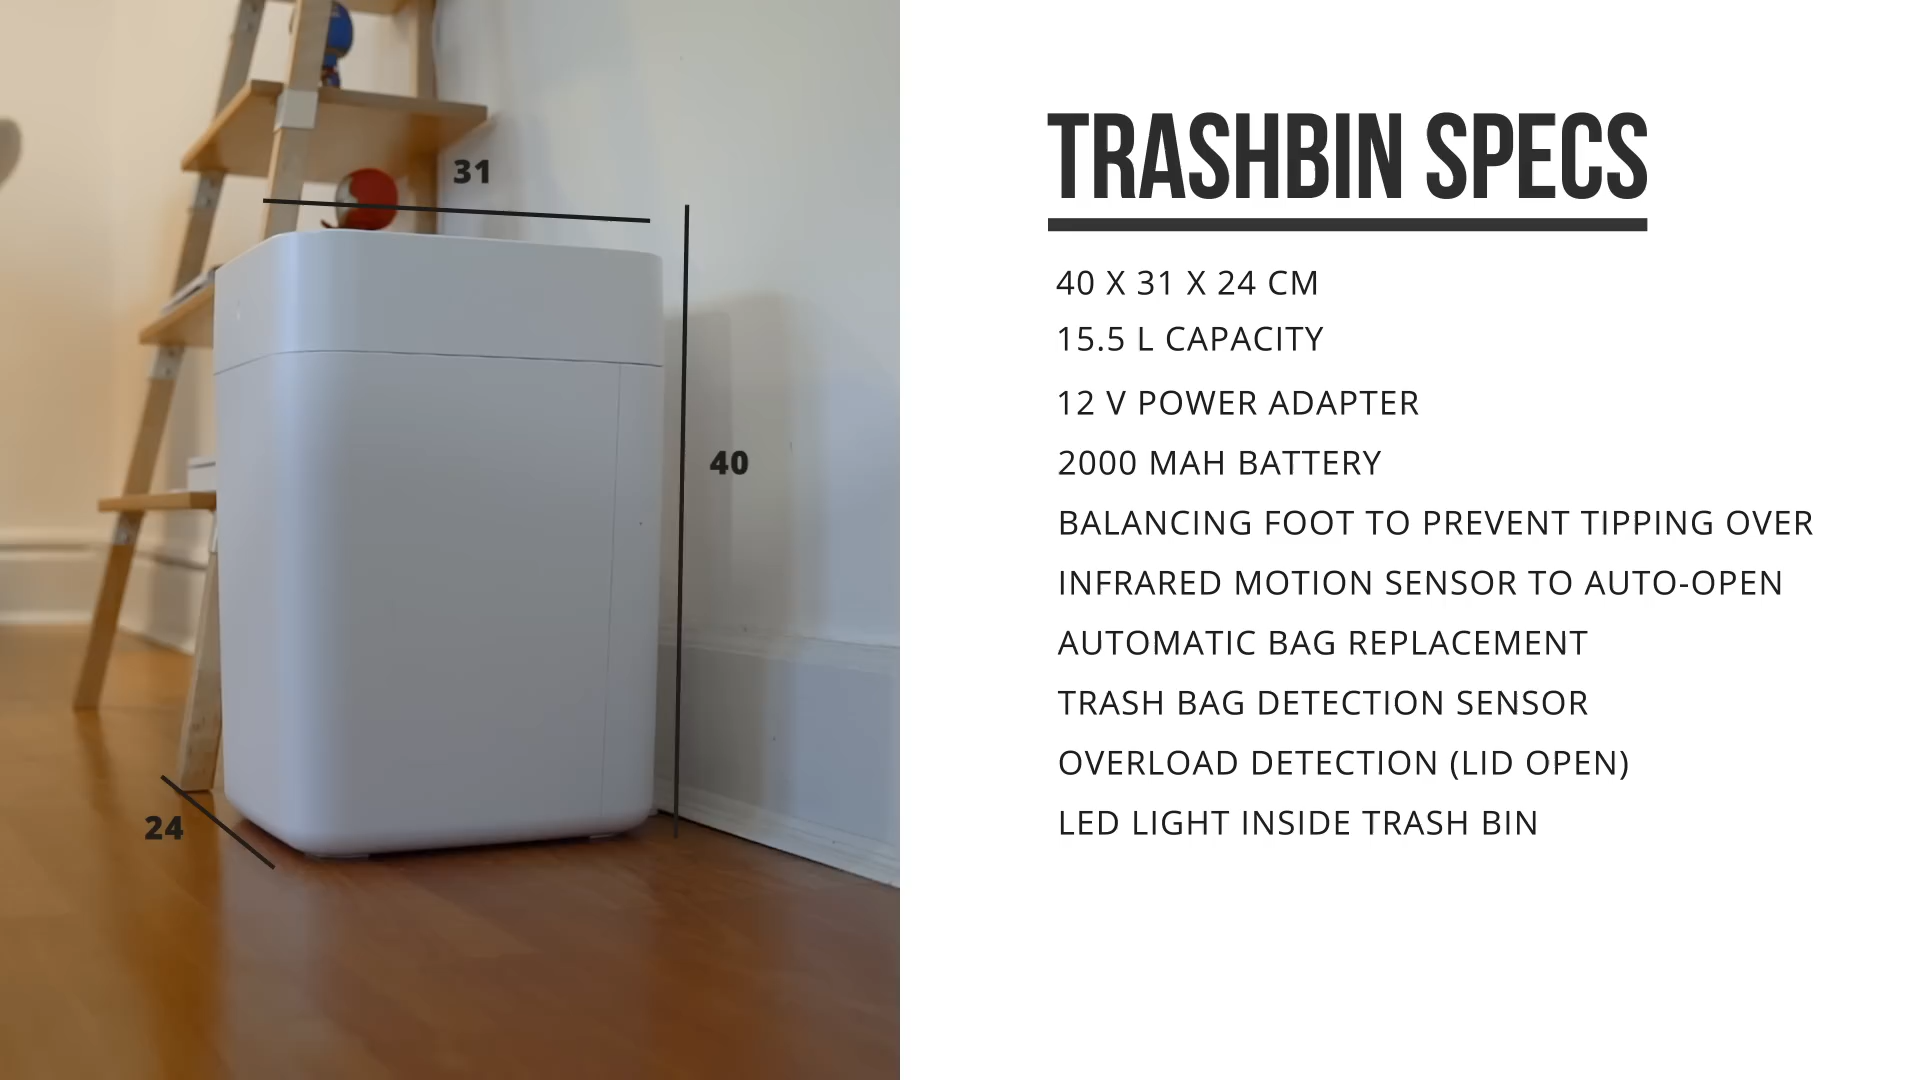 TRASHBIN SPECS
40 X 31 X 24 CM
15.5 L CAPACITY
12 V POWER ADAPTER
2000 MAH BATTERY
BALANCING FOOT TO PREVENT TIPPING OVER
INFRARED MOTION SENSOR TO AUTO-OPEN
AUTOMATIC BAG REPLACEMENT
TRASH BAG DETECTION SENSOR
OVERLOAD DETECTION (LID OPEN)
LED LIGHT INSIDE TRASH BIN
31
40
24